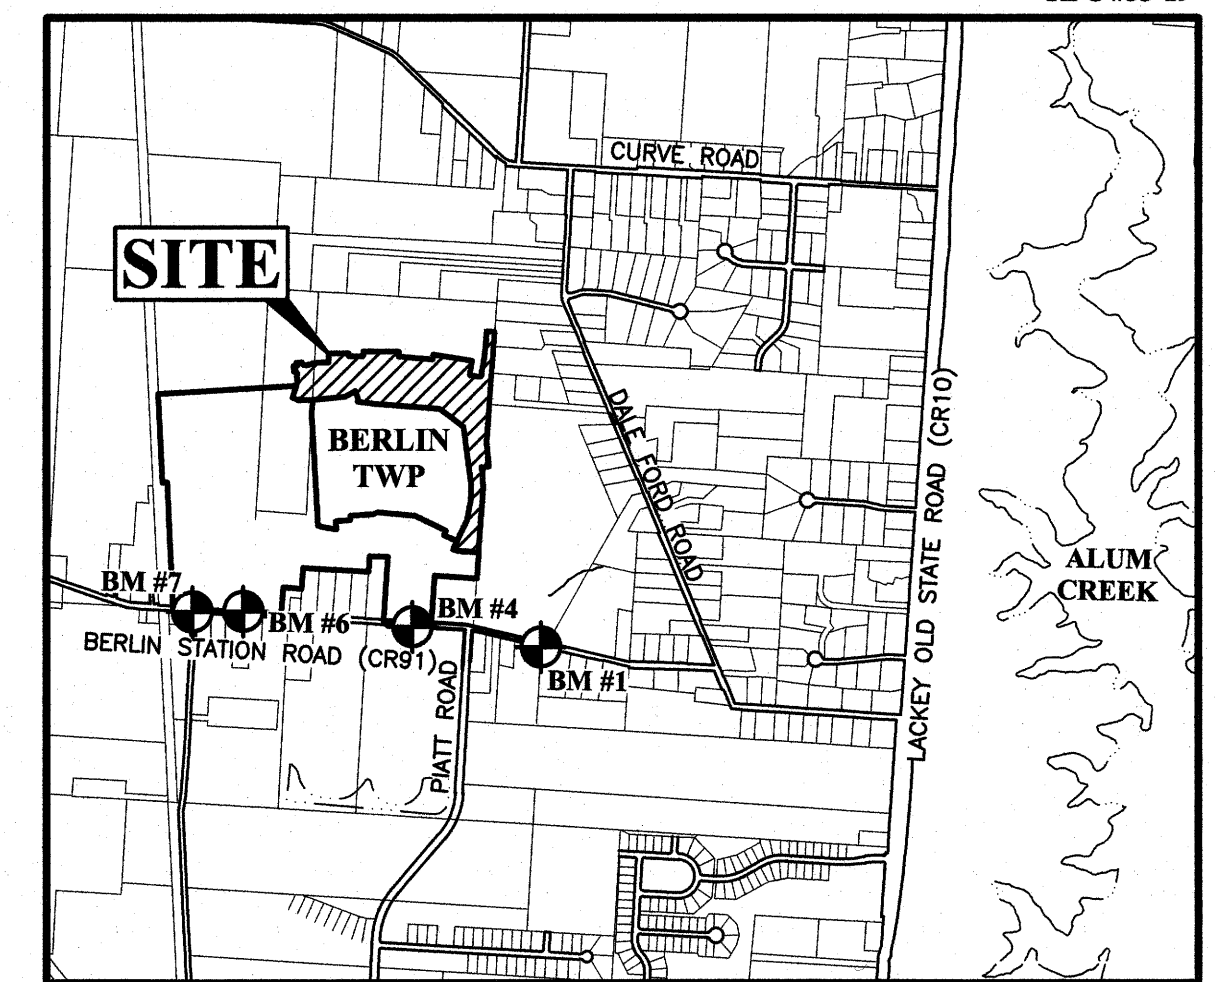 CURVE ROAD
SITE
BERLIN
TWP
DALE FORD ROAD
LACKEY OLD STATE ROAD (CR10)
ALUM
CREEK
BM #7
BM #6
BM #4
BERLIN STATION ROAD (CR91)
BM #1
PIATT ROAD